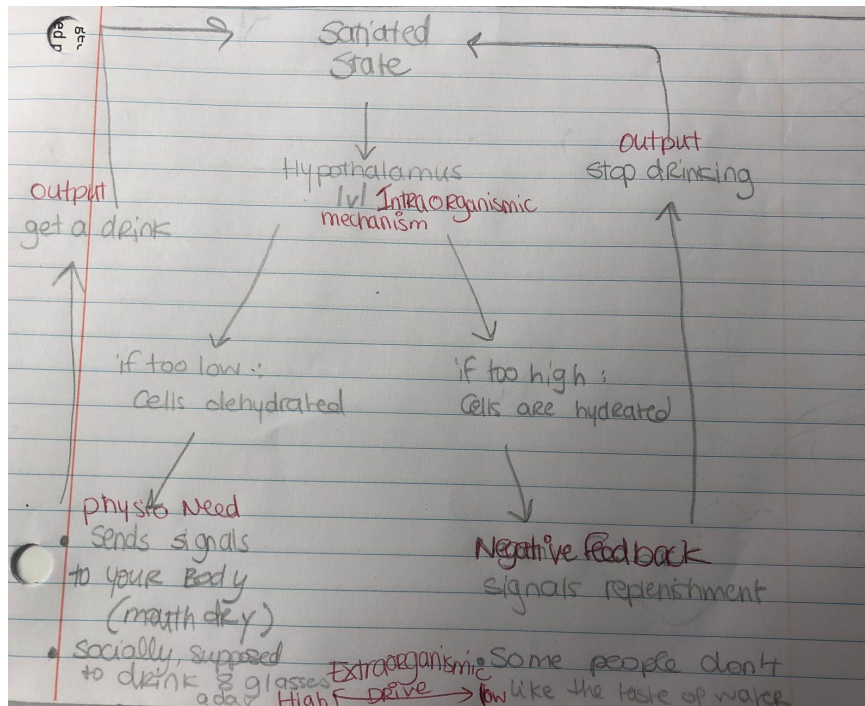 Satiated
State
Hypothalamus
lvl Intraorganismic
mechanism
output
get a drink
output
stop drinking
if too low :
Cells dehydrated
if too high :
Cells are hydrated
physio Need
• Sends signals
to your Body
(mouth dry)
• socially, supposed
to drink 8 glasses
a day
Negative feedback
signals replenishment
Extraorganismic
High DRIVE low
• Some people don't
like the taste of water